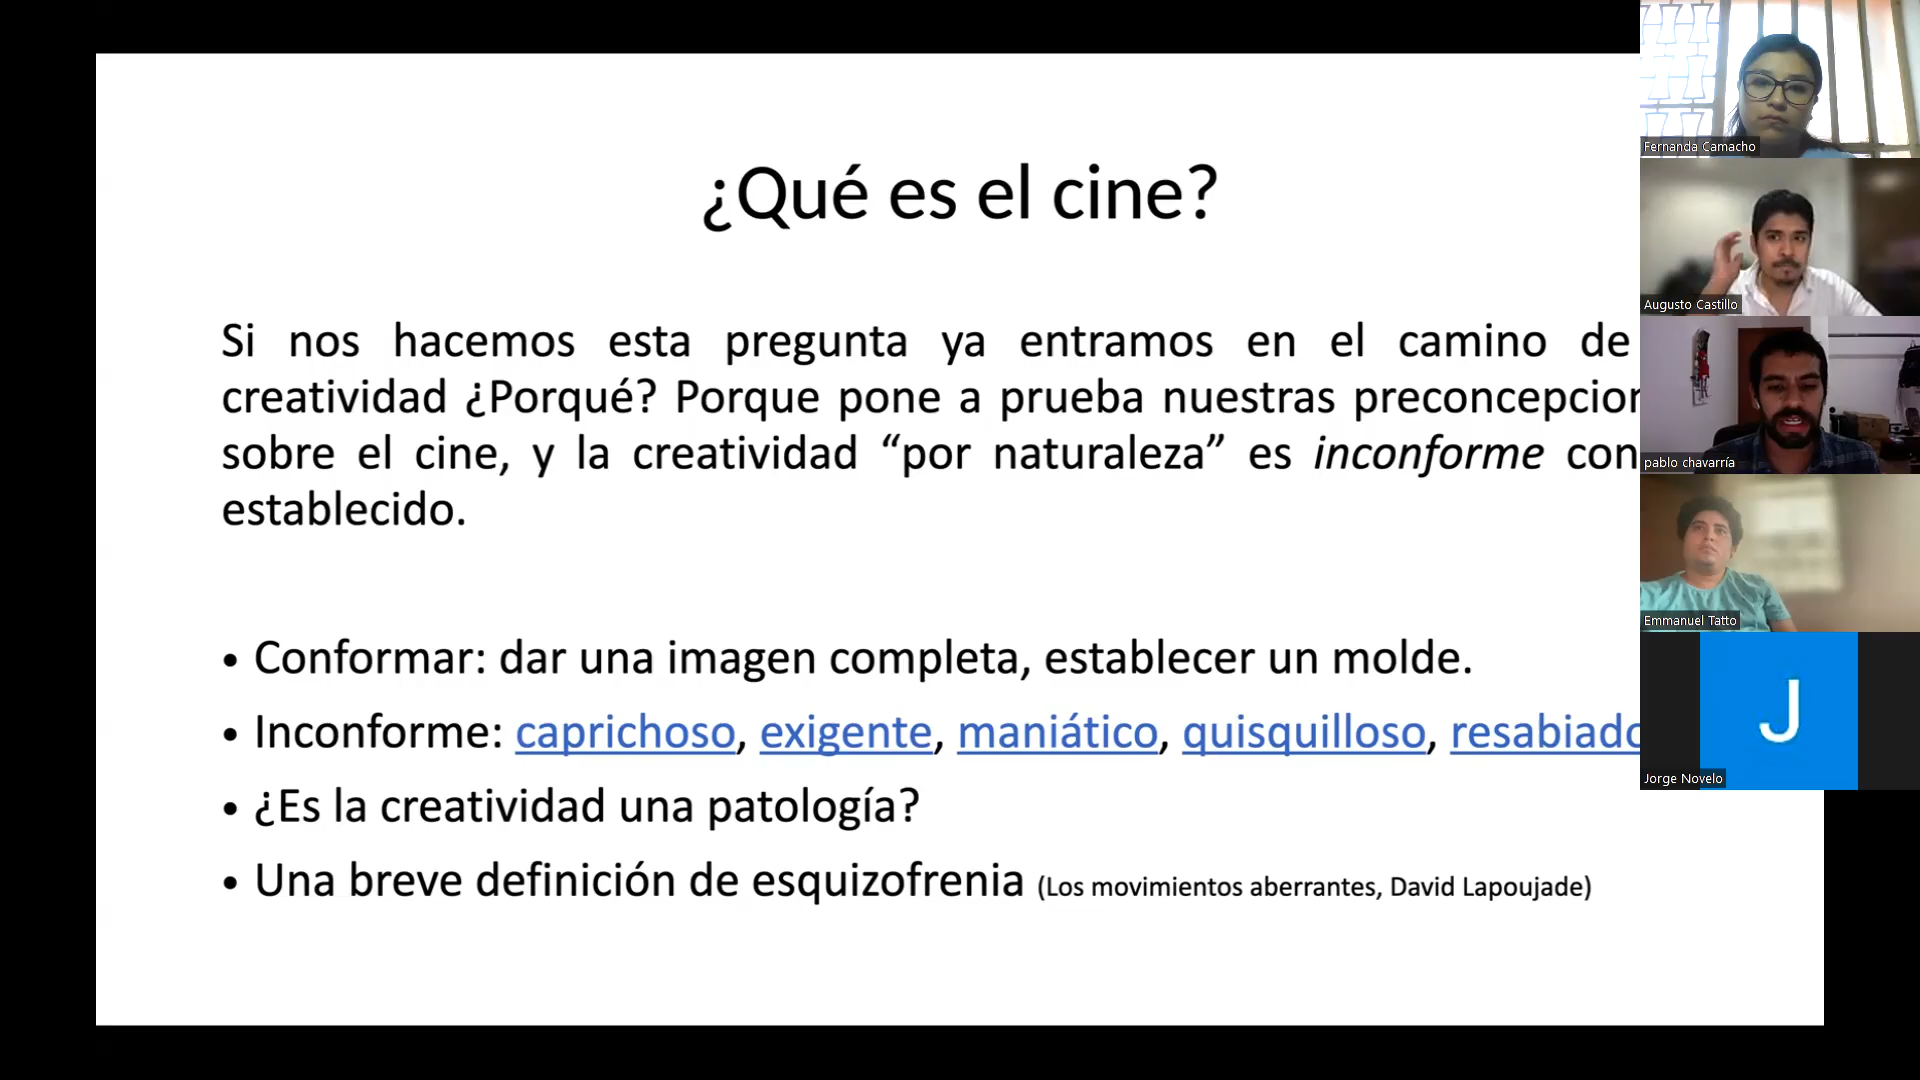 ¿Qué es el cine?
Si nos hacemos esta pregunta ya entramos en el camino de
creatividad ¿Porqué? Porque pone a prueba nuestras
sobre el cine, y la creatividad “por naturaleza” es inconforme con
establecido.
• Conformar: dar una imagen completa, establecer un molde.
• Inconforme: caprichoso, exigente, maniático, quisquilloso, resabiado
• ¿Es la creatividad una patología?
• Una breve definición de esquizofrenia (Los movimientos aberrantes, David Lapoujade)
Fernanda Camacho
Augusto Castillo
pablo chavarría
Emmanuel Tatto
J
Jorge Novelo